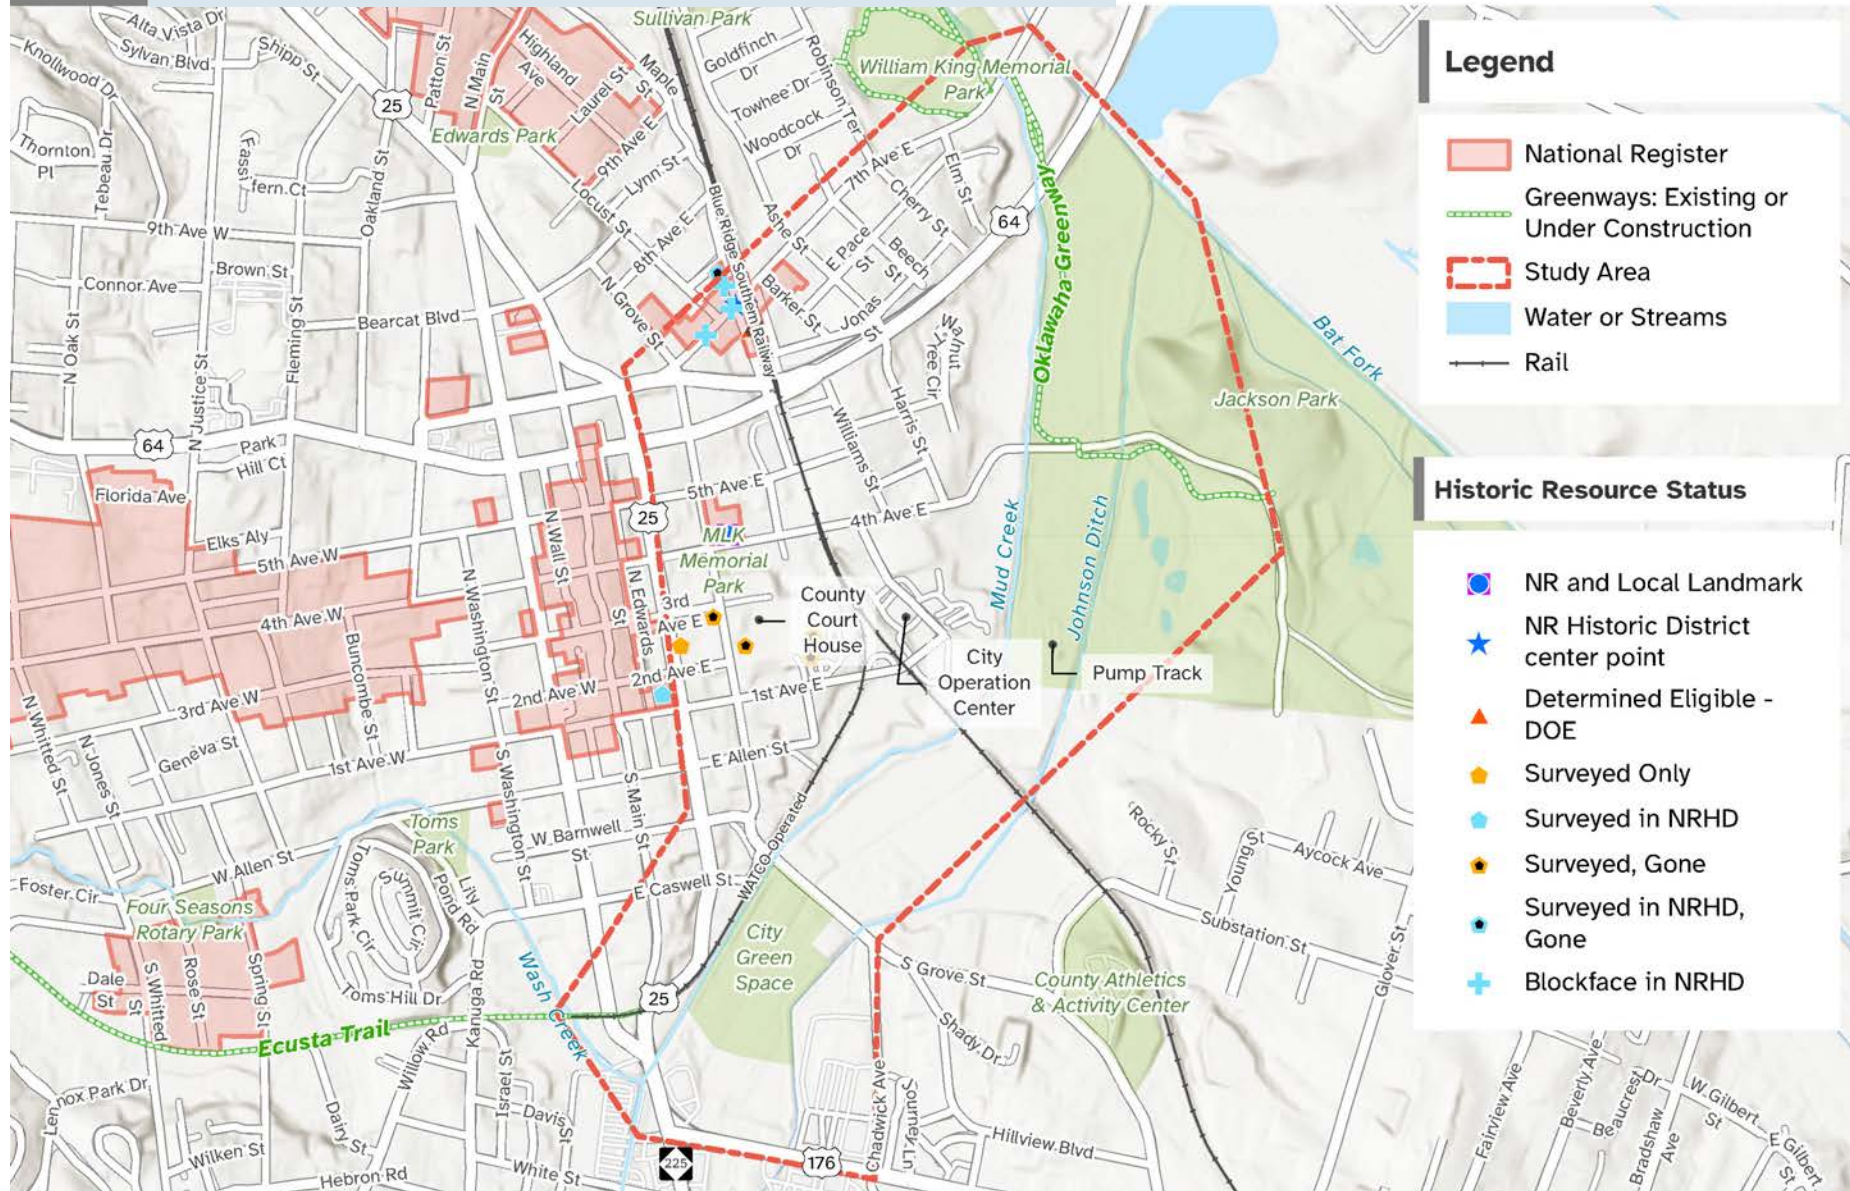 Sullivan Park
Alta Vista Dr
Sylvan Blvd
Knollwood Dr
Shipp St
Patton St
N Main
St
Highland
Ave
Laurel St
Maple
St
Goldfinch
Dr
Robinson Ter
Towhee Dr
Woodcock
Dr
William King Memorial
Park
25
Edwards Park
9th Ave E
Lynn St
Locust St
8th Ave E
7th Ave E
Elm St
Cherry St
Ashe St
E Pace
St
Beech
St
64
Thornton
Pl
Tebeau Dr
Fassi
fern Ct
Oakland St
9th Ave W
Brown St
Connor Ave
Fleming St
Bearcat Blvd
N Oak St
N Justice St
N Grove St
Blue Ridge Southern Railway
Barker St
Jonas
St
Walnut
Tree Cir
Harris St
Williams St
Oklawaha Greenway
Bat Fork
Jackson Park
64
Park
Hill Ct
Florida Ave
Elks Aly
5th Ave W
4th Ave W
Buncombe St
3rd Ave W
N Whitted St
N Jones St
Geneva St
1st Ave W
N Wall St
N Washington St
2nd Ave W
N Edwards
St
25
5th Ave E
4th Ave E
MLK
Memorial
Park
3rd
Ave E
2nd Ave E
1st Ave E
County
Court
House
City
Operation
Center
Pump Track
Mud Creek
Johnson Ditch
E Allen St
S Main St
S Washington St
W Barnwell
St
E Caswell St
WATCO Operated
Toms
Park
W Allen St
Foster Cir
Four Seasons
Rotary Park
Toms Park Cir
Summit Cir
Lily
Pond Rd
Dale
St
S Whitted
St
Rose St
Spring St
Toms Hill Dr
Kanuga Rd
Wash Creek
Ecusta Trail
25
City
Green
Space
S Grove St
Shady Dr
County Athletics
& Activity Center
Rocky St
Young St
Aycock Ave
Substation St
Glover St
Lennox Park Dr
Willow Rd
Israel St
Davis St
Dairy St
Wilken St
Hebron Rd
White St
225
176
Chadwick Ave
Journey Ln
Hillview Blvd
Fairview Ave
Beverly Ave
Beaucrest Dr
Bradshaw
Ave
W Gilbert
St
E Gilbert
St
Legend
National Register
Greenways: Existing or
Under Construction
Study Area
Water or Streams
Rail
Historic Resource Status
NR and Local Landmark
NR Historic District
center point
Determined Eligible -
DOE
Surveyed Only
Surveyed in NRHD
Surveyed, Gone
Surveyed in NRHD,
Gone
Blockface in NRHD